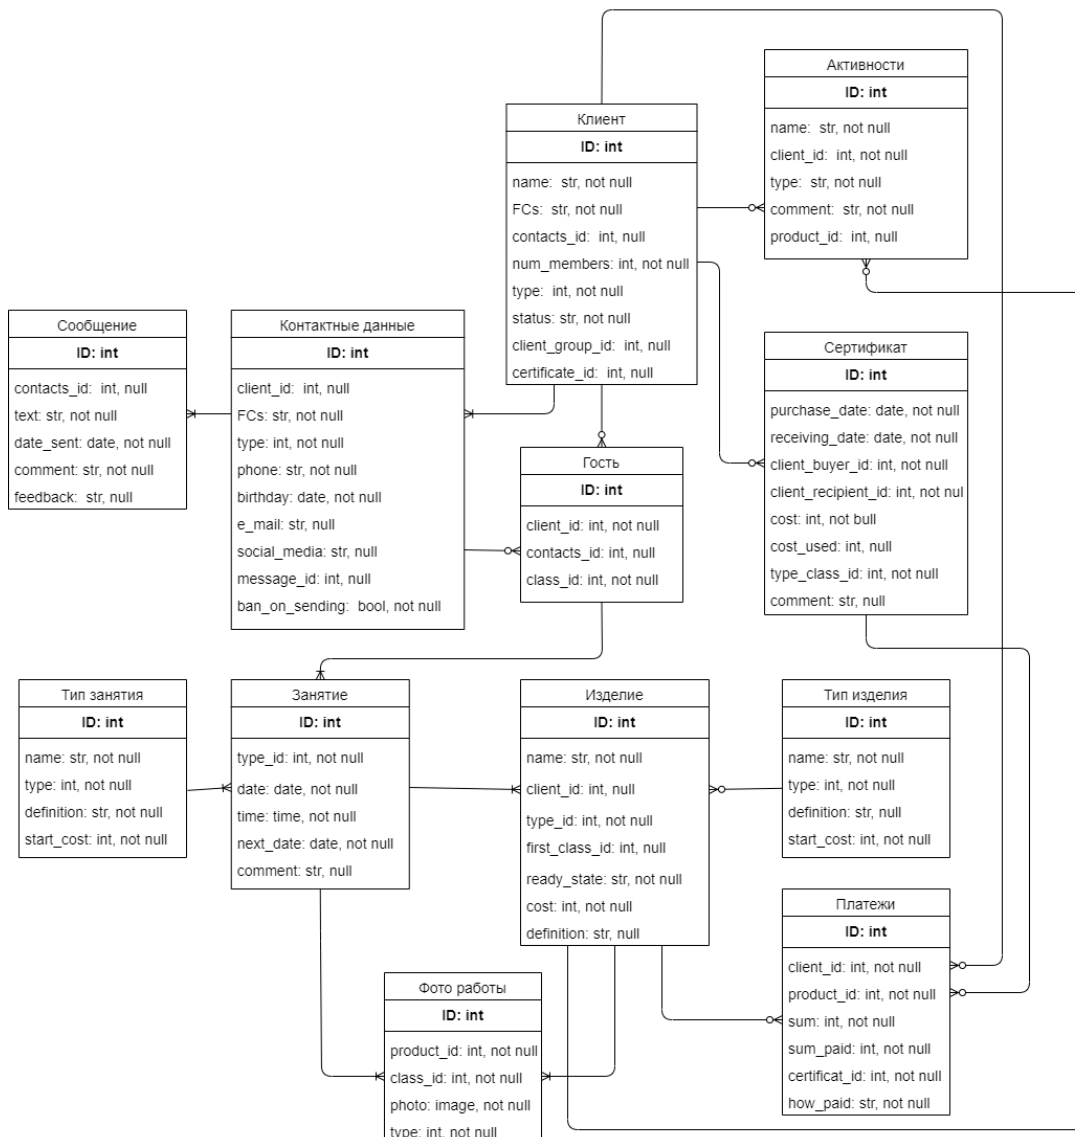 Активности
ID: int
name: str, not null
client_id: int, not null
type: str, not null
comment: str, not null
product_id: int, null
Клиент
ID: int
name: str, not null
FCs: str, not null
contacts_id: int, null
num_members: int, not null
type: int, not null
status: str, not null
client_group_id: int, null
certificate_id: int, null
Сообщение
ID: int
contacts_id: int, null
text: str, not null
date_sent: date, not null
comment: str, not null
feedback: str, null
Контактные данные
ID: int
client_id: int, null
FCs: str, not null
type: int, not null
phone: str, not null
birthday: date, not null
e_mail: str, null
social_media: str, null
message_id: int, null
ban_on_sending: bool, not null
Сертификат
ID: int
purchase_date: date, not null
receiving_date: date, not null
client_buyer_id: int, not null
client_recipient_id: int, not nul
cost: int, not bull
cost_used: int, null
type_class_id: int, not null
comment: str, null
Гость
ID: int
client_id: int, not null
contacts_id: int, null
class_id: int, not null
Тип занятия
ID: int
name: str, not null
type: int, not null
definition: str, not null
start_cost: int, not null
Занятие
ID: int
type_id: int, not null
date: date, not null
time: time, not null
next_date: date, not null
comment: str, null
Изделие
ID: int
name: str, not null
client_id: int, null
type_id: int, not null
first_class_id: int, null
ready_state: str, not null
cost: int, not null
definition: str, null
Тип изделия
ID: int
name: str, not null
type: int, not null
definition: str, null
start_cost: int, not null
Платежи
ID: int
client_id: int, not null
product_id: int, not null
sum: int, not null
sum_paid: int, not null
certificat_id: int, not null
how_paid: str, not null
Фото работы
ID: int
product_id: int, not null
class_id: int, not null
photo: image, not null
type: int, not null